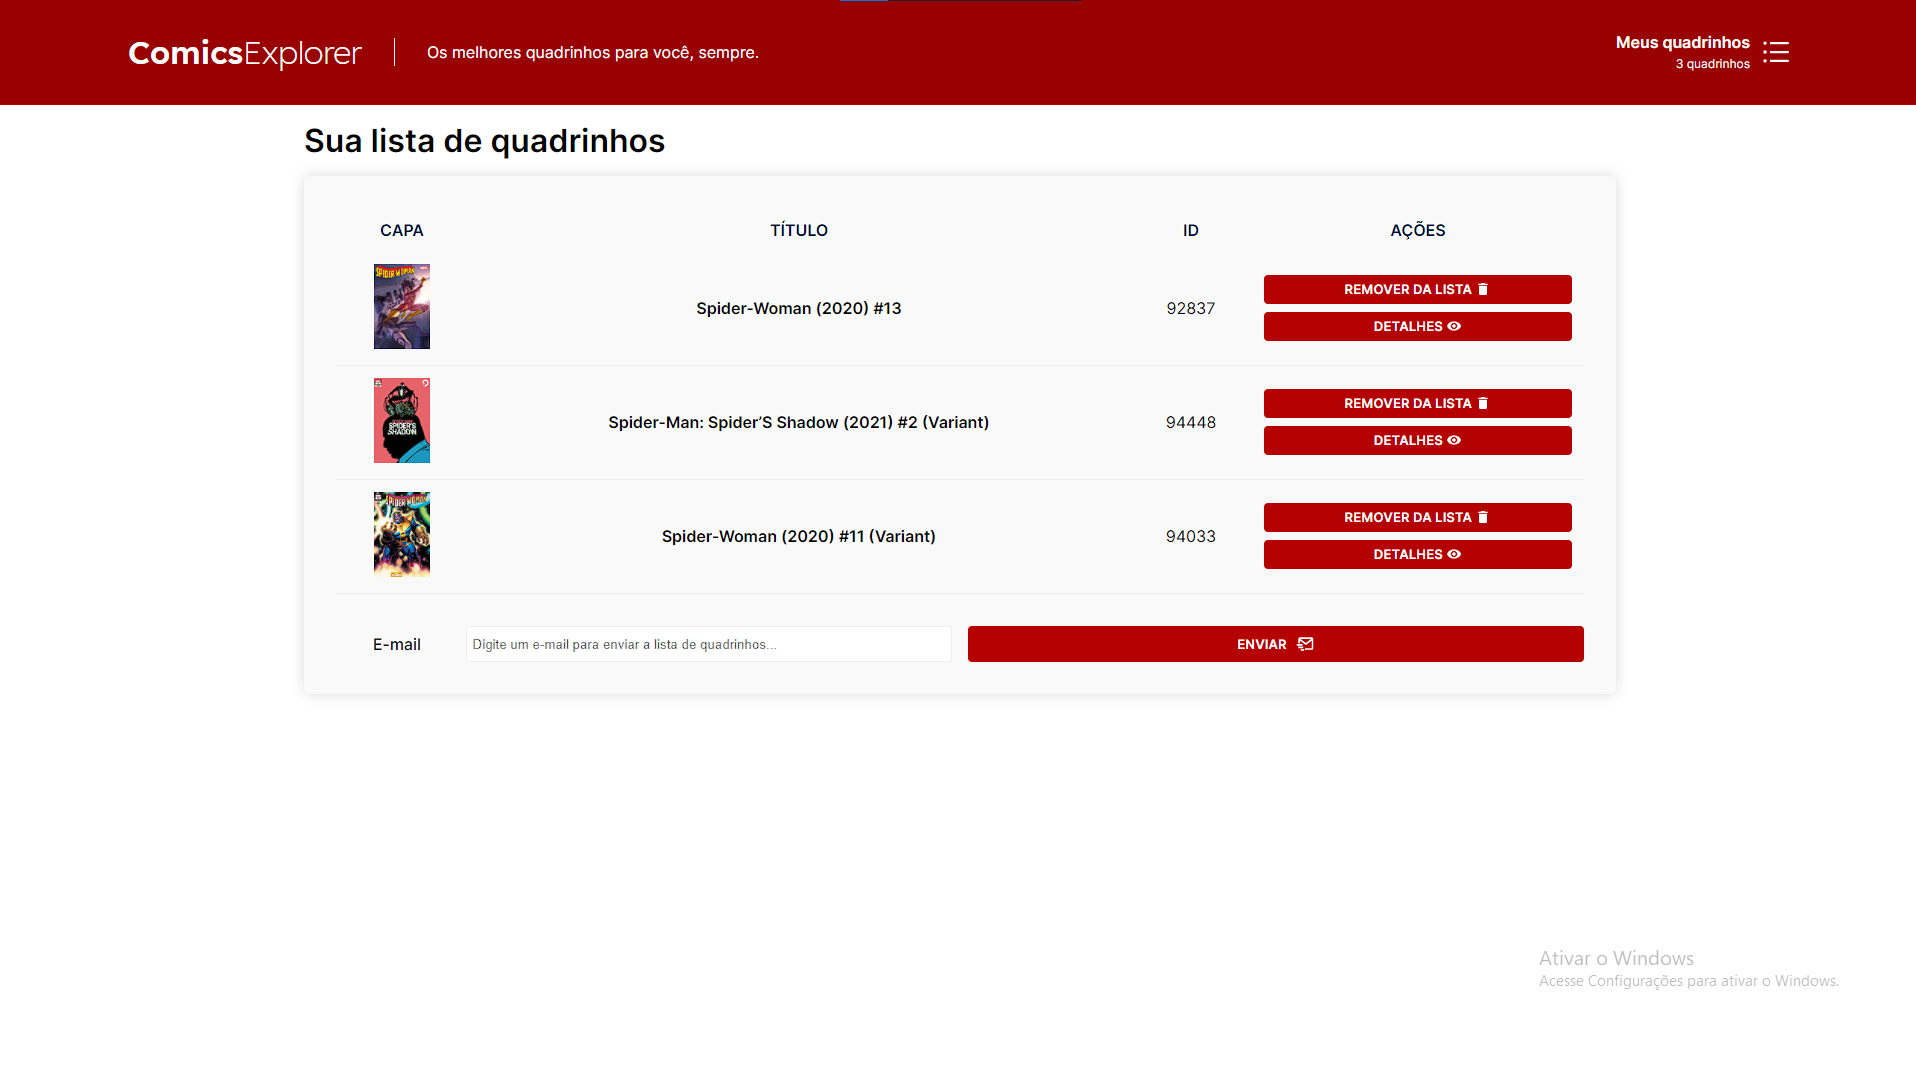 ComicsExplorer
Os melhores quadrinhos para você, sempre.
Meus quadrinhos
3 quadrinhos
Sua lista de quadrinhos
CAPA TÍTULO ID AÇÕES
SPIDER-WOMAN
Spider-Woman (2020) #13 92837
REMOVER DA LISTA
DETALHES
SPIDER'S
SHADOW
Spider-Man: Spider’S Shadow (2021) #2 (Variant) 94448
REMOVER DA LISTA
DETALHES
SPIDER-WOMAN
Spider-Woman (2020) #11 (Variant) 94033
REMOVER DA LISTA
DETALHES
E-mail Digite um e-mail para enviar a lista de quadrinhos... ENVIAR
Ativar o Windows
Acesse Configurações para ativar o Windows.